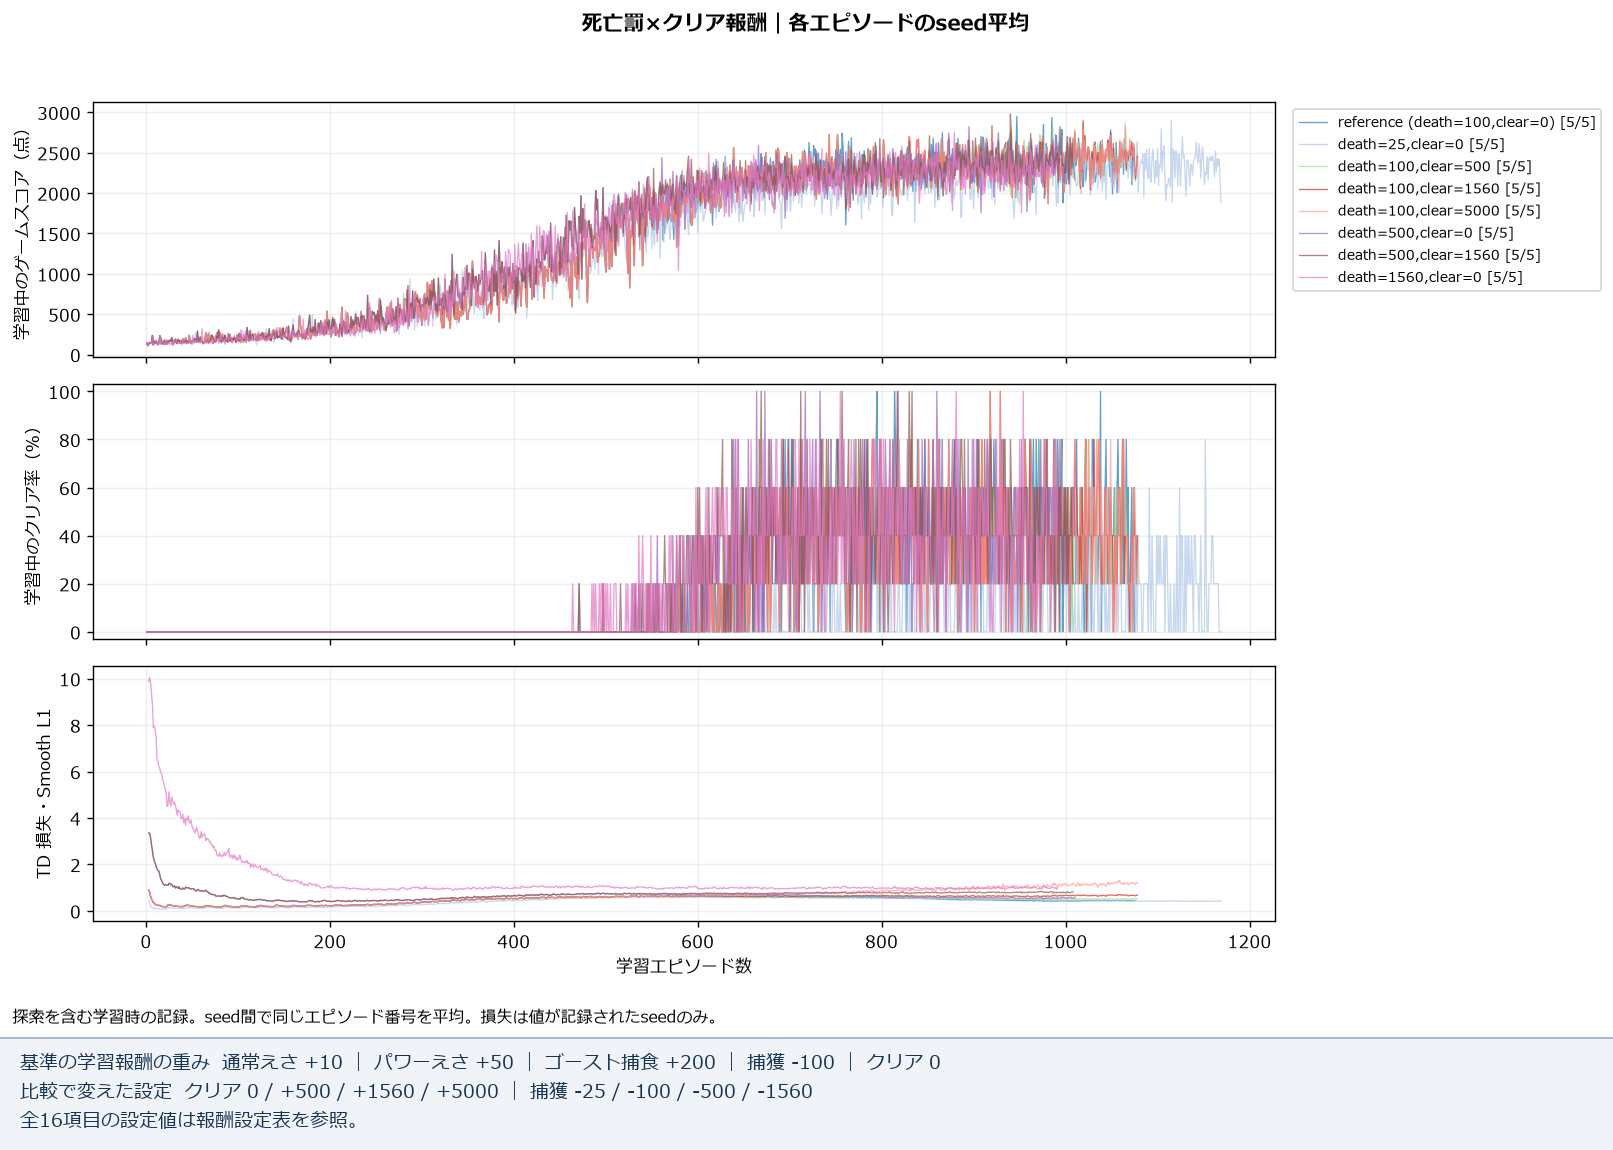 死亡罰×クリア報酬｜各エピソードのseed平均
学習中のゲームスコア（点）
3000
2500
2000
1500
1000
500
0
reference (death=100,clear=0) [5/5]
death=25,clear=0 [5/5]
death=100,clear=500 [5/5]
death=100,clear=1560 [5/5]
death=100,clear=5000 [5/5]
death=500,clear=0 [5/5]
death=500,clear=1560 [5/5]
death=1560,clear=0 [5/5]
学習中のクリア率（%）
100
80
60
40
20
0
TD 損失・Smooth L1
10
8
6
4
2
0
0 200 400 600 800 1000 1200
学習エピソード数
探索を含む学習時の記録。seed間で同じエピソード番号を平均。損失は値が記録されたseedのみ。
基準の学習報酬の重み 通常えさ +10 ｜ パワーえさ +50 ｜ ゴースト捕食 +200 ｜ 捕獲 -100 ｜ クリア 0
比較で変えた設定 クリア 0 / +500 / +1560 / +5000 ｜ 捕獲 -25 / -100 / -500 / -1560
全16項目の設定値は報酬設定表を参照。